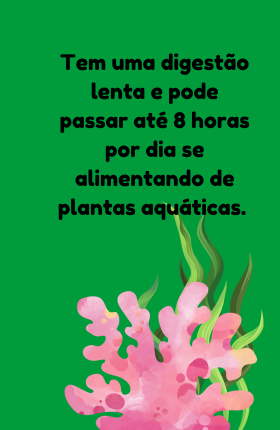 Tem uma digestão
lenta e pode
passar até 8 horas
por dia se
alimentando de
plantas aquáticas.